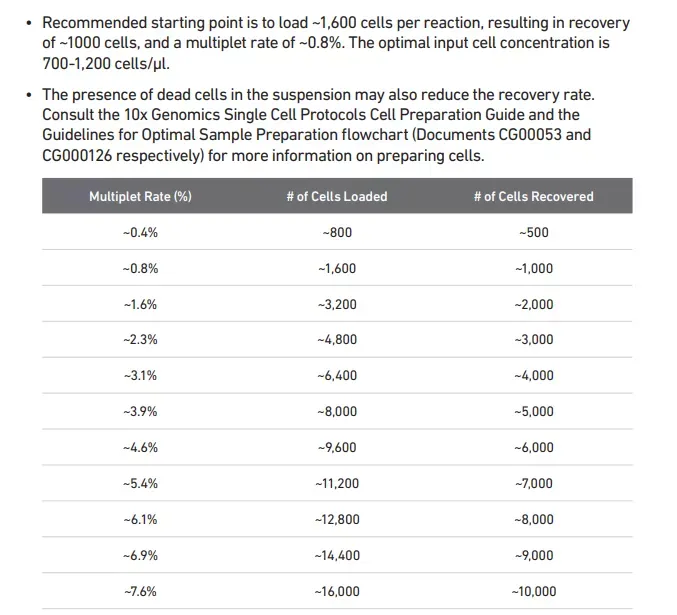 • Recommended starting point is to load ~1,600 cells per reaction, resulting in recovery
of ~1000 cells, and a multiplet rate of ~0.8%. The optimal input cell concentration is
700-1,200 cells/µl.
• The presence of dead cells in the suspension may also reduce the recovery rate.
Consult the 10x Genomics Single Cell Protocols Cell Preparation Guide and the
Guidelines for Optimal Sample Preparation flowchart (Documents CG00053 and
CG000126 respectively) for more information on preparing cells.
Multiplet Rate (%) # of Cells Loaded # of Cells Recovered
~0.4% ~800 ~500
~0.8% ~1,600 ~1,000
~1.6% ~3,200 ~2,000
~2.3% ~4,800 ~3,000
~3.1% ~6,400 ~4,000
~3.9% ~8,000 ~5,000
~4.6% ~9,600 ~6,000
~5.4% ~11,200 ~7,000
~6.1% ~12,800 ~8,000
~6.9% ~14,400 ~9,000
~7.6% ~16,000 ~10,000